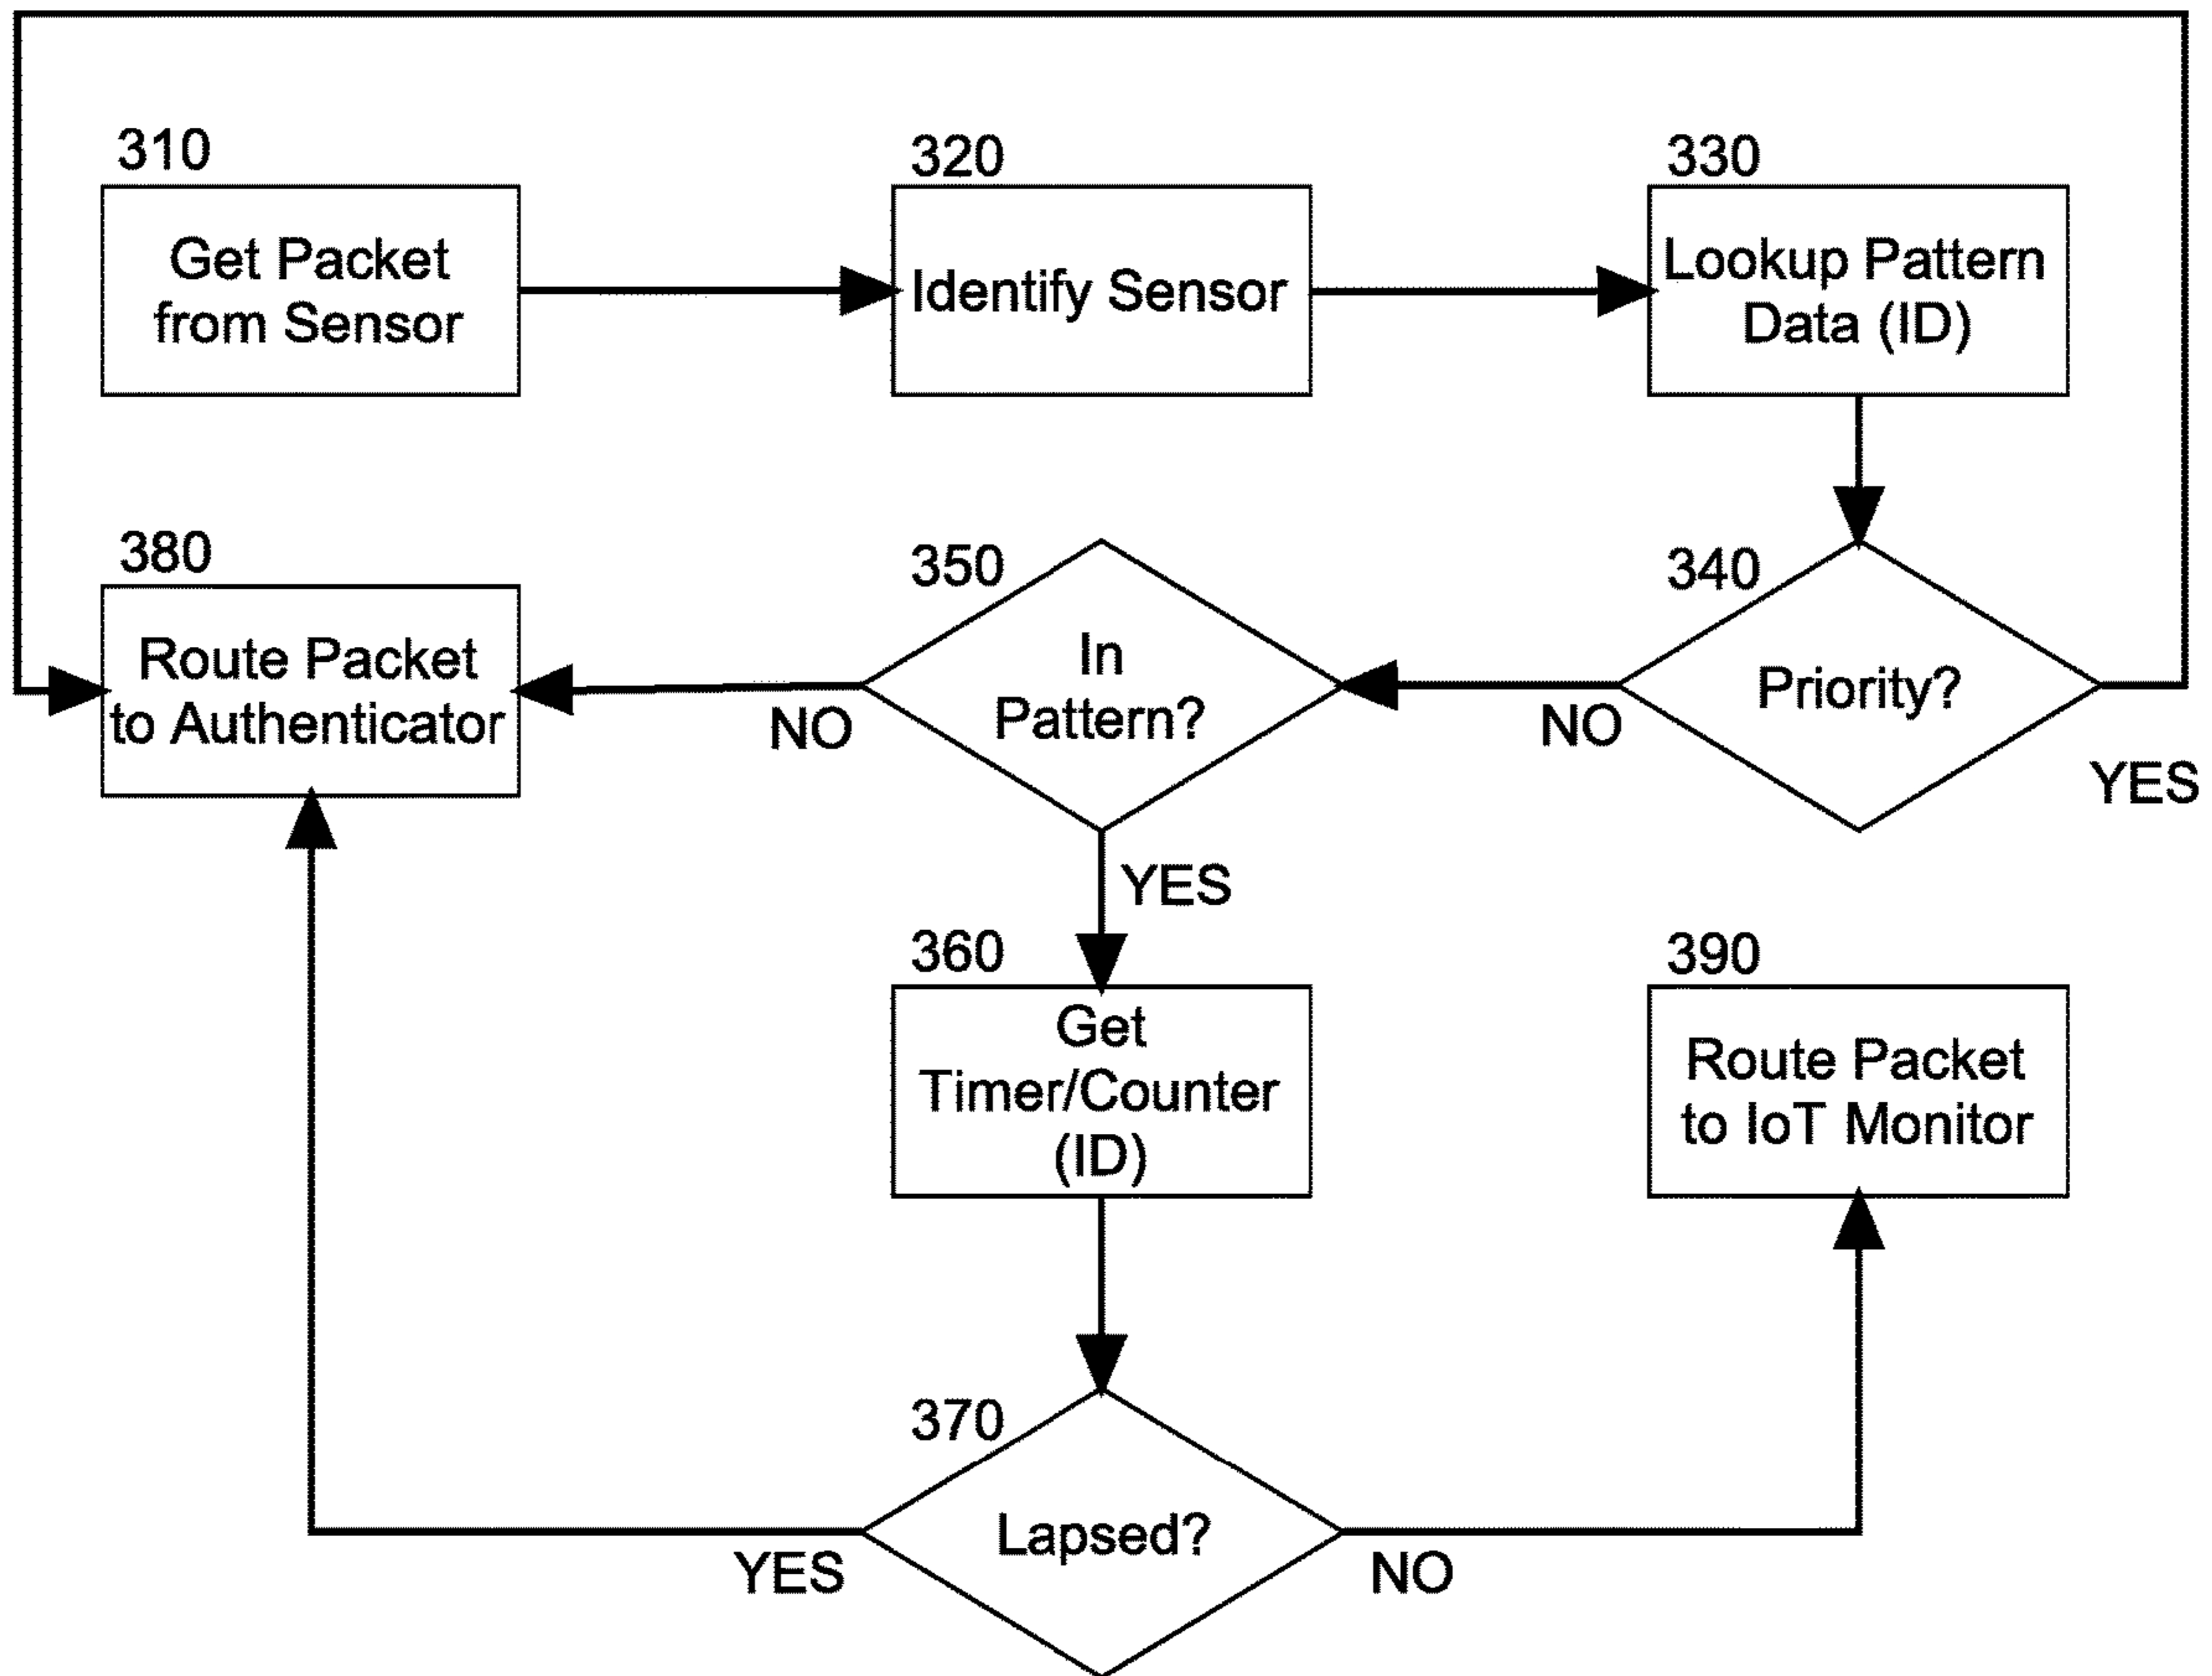 310
Get Packet
from Sensor
320
Identify Sensor
330
Lookup Pattern
Data (ID)
340
Priority?
NO
YES
350
In
Pattern?
NO
YES
380
Route Packet
to Authenticator
360
Get
Timer/Counter
(ID)
390
Route Packet
to IoT Monitor
370
Lapsed?
YES
NO